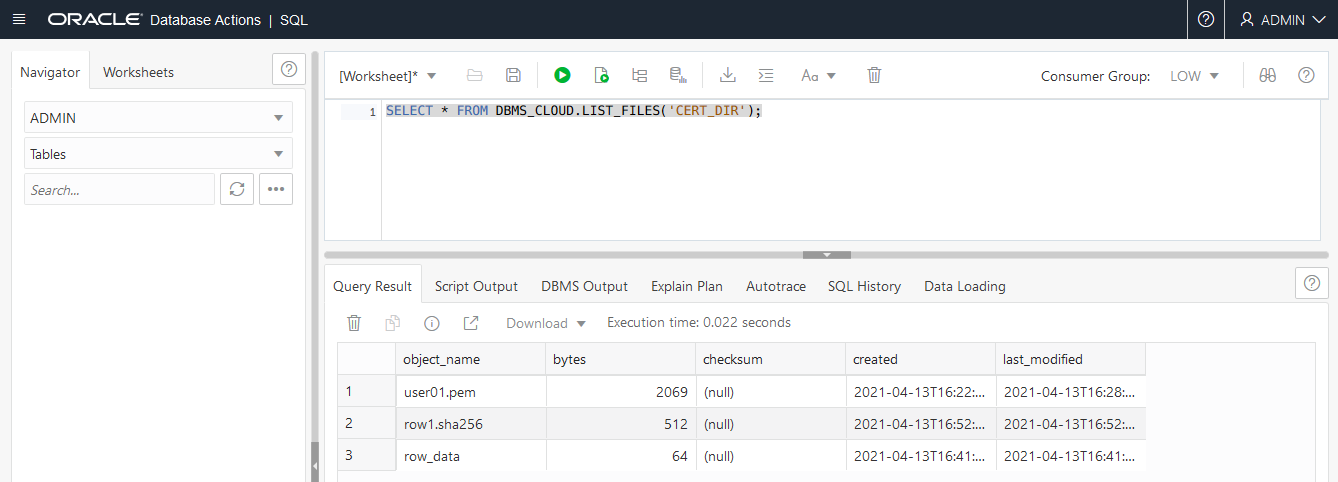 ORACLE Database Actions | SQL
ADMIN
Navigator
Worksheets
ADMIN
Tables
Search...
[Worksheet]*
Aa
Consumer Group:
LOW
1
SELECT * FROM DBMS_CLOUD.LIST_FILES('CERT_DIR');
Query Result
Script Output
DBMS Output
Explain Plan
Autotrace
SQL History
Data Loading
Download
Execution time: 0.022 seconds
object_name bytes checksum created last_modified
1 user01.pem 2069 (null) 2021-04-13T16:22:... 2021-04-13T16:28:...
2 row1.sha256 512 (null) 2021-04-13T16:52:... 2021-04-13T16:52:...
3 row_data 64 (null) 2021-04-13T16:41:... 2021-04-13T16:41:...